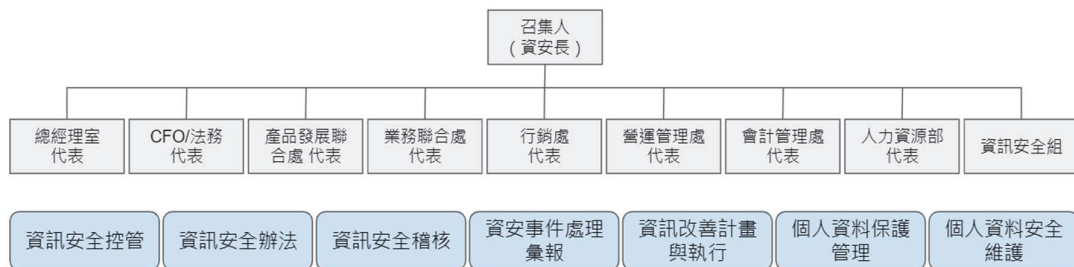 召集人
（資安長）
總經理室
代表
CFO/法務
代表
產品發展聯
合處 代表
業務聯合處
代表
行銷處
代表
營運管理處
代表
會計管理處
代表
人力資源部
代表
資訊安全組
資訊安全控管
資訊安全辦法
資訊安全稽核
資安事件處理
彙報
資訊改善計畫
與執行
個人資料保護
管理
個人資料安全
維護